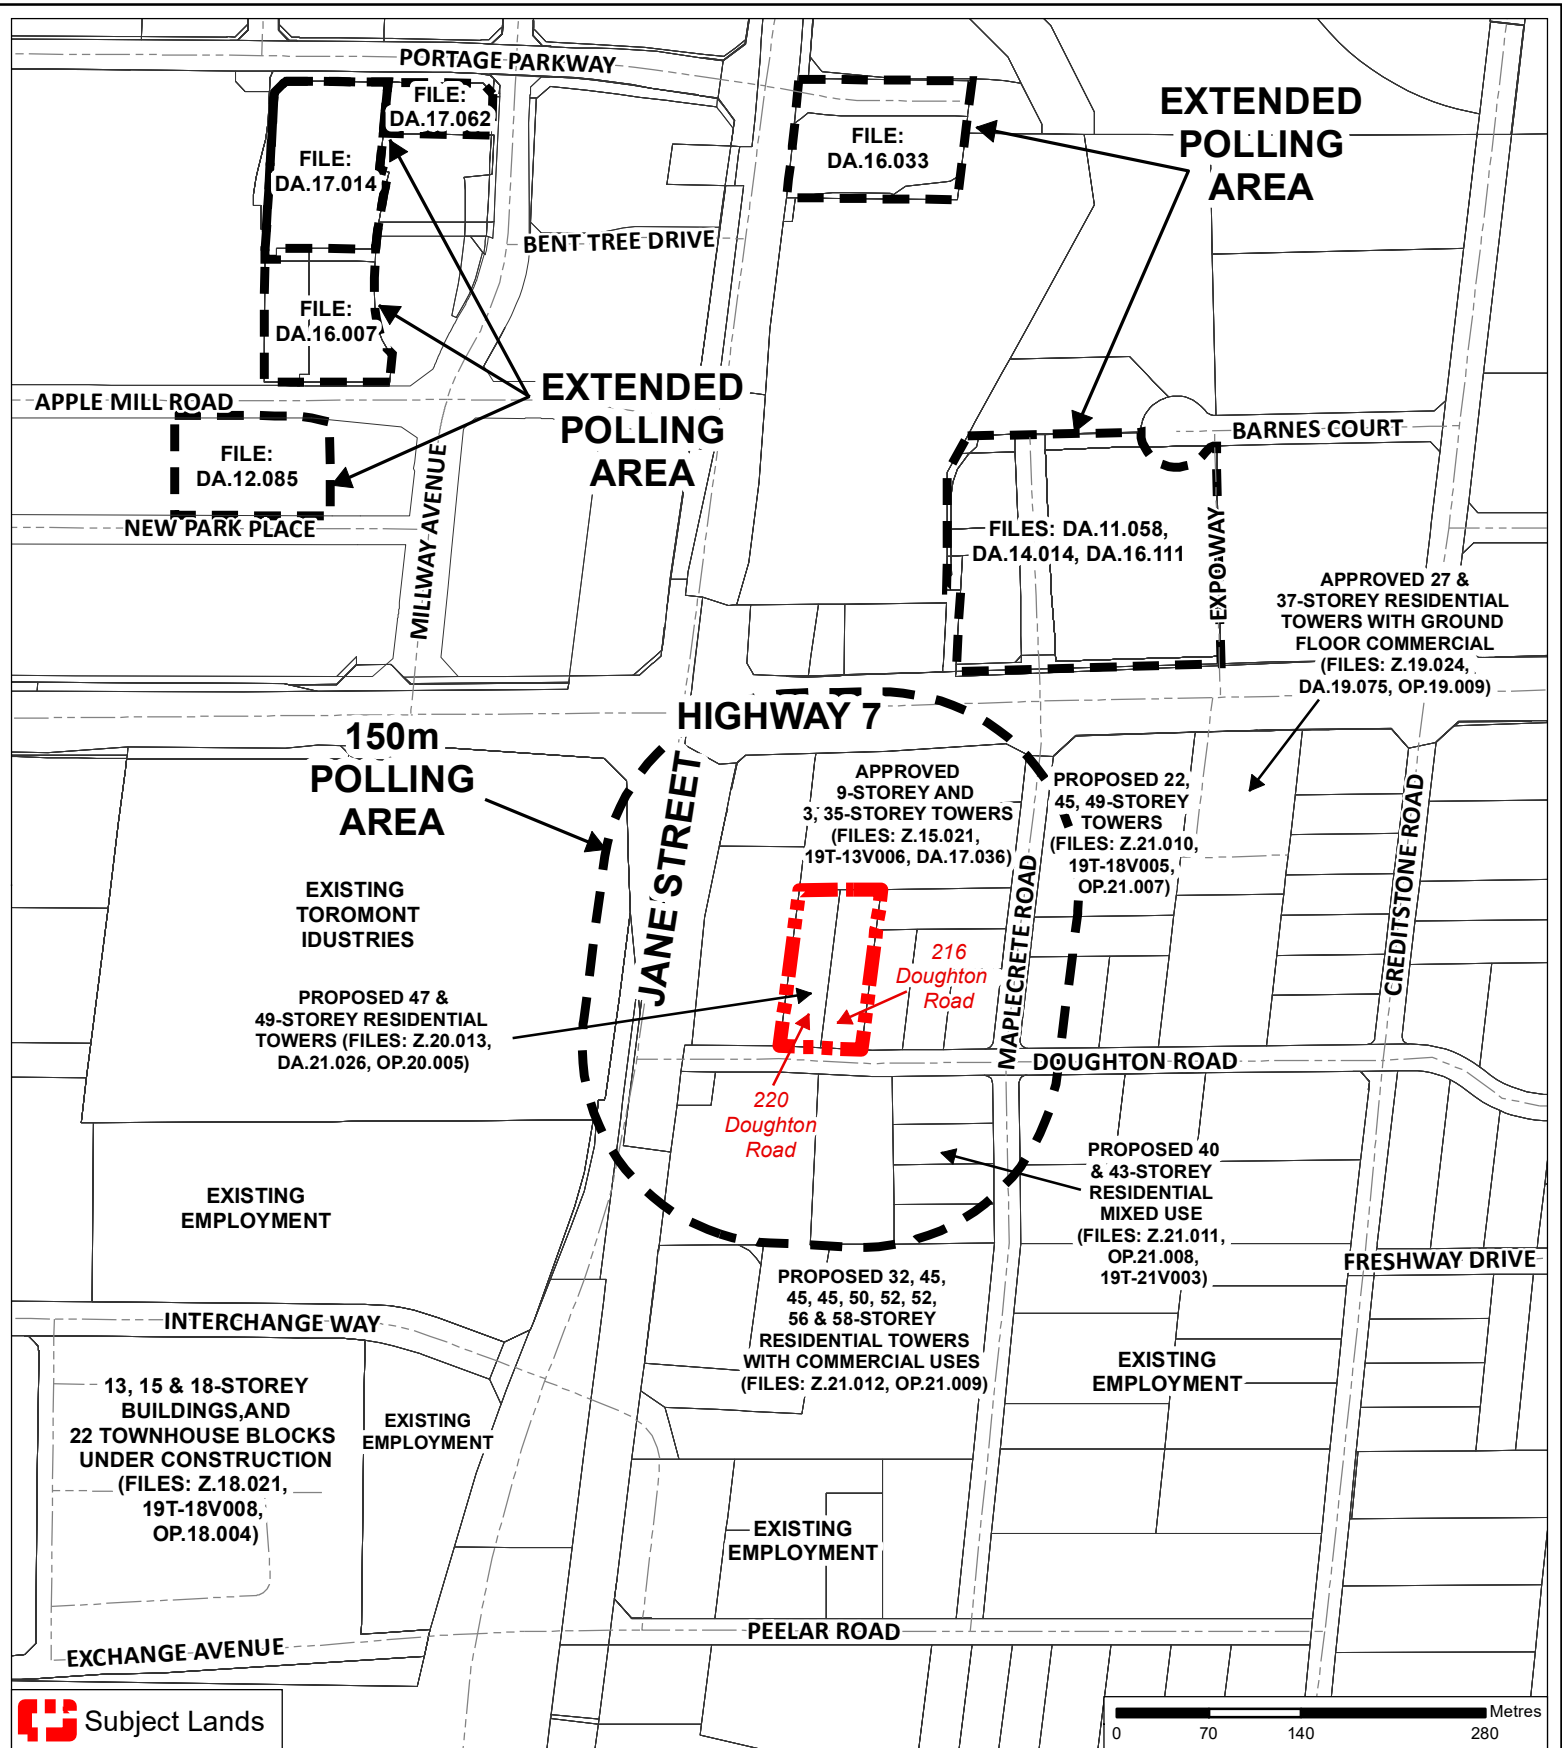 PORTAGE PARKWAY
FILE:
DA.17.062
FILE:
DA.17.014
FILE:
DA.16.033
EXTENDED
POLLING
AREA
BENT TREE DRIVE
FILE:
DA.16.007
APPLE MILL ROAD
EXTENDED
POLLING
AREA
FILE:
DA.12.085
NEW PARK PLACE
MILLWAY AVENUE
BARNES COURT
FILES: DA.11.058,
DA.14.014, DA.16.111
EXPO WAY
APPROVED 27 &
37-STOREY RESIDENTIAL
TOWERS WITH GROUND
FLOOR COMMERCIAL
(FILES: Z.19.024,
DA.19.075, OP.19.009)
HIGHWAY 7
150m
POLLING
AREA
JANE STREET
APPROVED
9-STOREY AND
3, 35-STOREY TOWERS
(FILES: Z.15.021,
19T-13V006, DA.17.036)
PROPOSED 22,
45, 49-STOREY
TOWERS
(FILES: Z.21.010,
19T-18V005,
OP.21.007)
MAPLECRETE ROAD
CREDITSTONE ROAD
EXISTING
TOROMONT
IDUSTRIES
PROPOSED 47 &
49-STOREY RESIDENTIAL
TOWERS (FILES: Z.20.013,
DA.21.026, OP.20.005)
216
Doughton
Road
220
Doughton
Road
DOUGHTON ROAD
EXISTING
EMPLOYMENT
PROPOSED 40
& 43-STOREY
RESIDENTIAL
MIXED USE
(FILES: Z.21.011,
OP.21.008,
19T-21V003)
FRESHWAY DRIVE
PROPOSED 32, 45,
45, 45, 50, 52, 52,
56 & 58-STOREY
RESIDENTIAL TOWERS
WITH COMMERCIAL USES
(FILES: Z.21.012, OP.21.009)
INTERCHANGE WAY
EXISTING
EMPLOYMENT
13, 15 & 18-STOREY
BUILDINGS,AND
22 TOWNHOUSE BLOCKS
UNDER CONSTRUCTION
(FILES: Z.18.021,
19T-18V008,
OP.18.004)
EXISTING
EMPLOYMENT
EXISTING
EMPLOYMENT
PEELAR ROAD
EXCHANGE AVENUE
Subject Lands
Metres
0 70 140 280